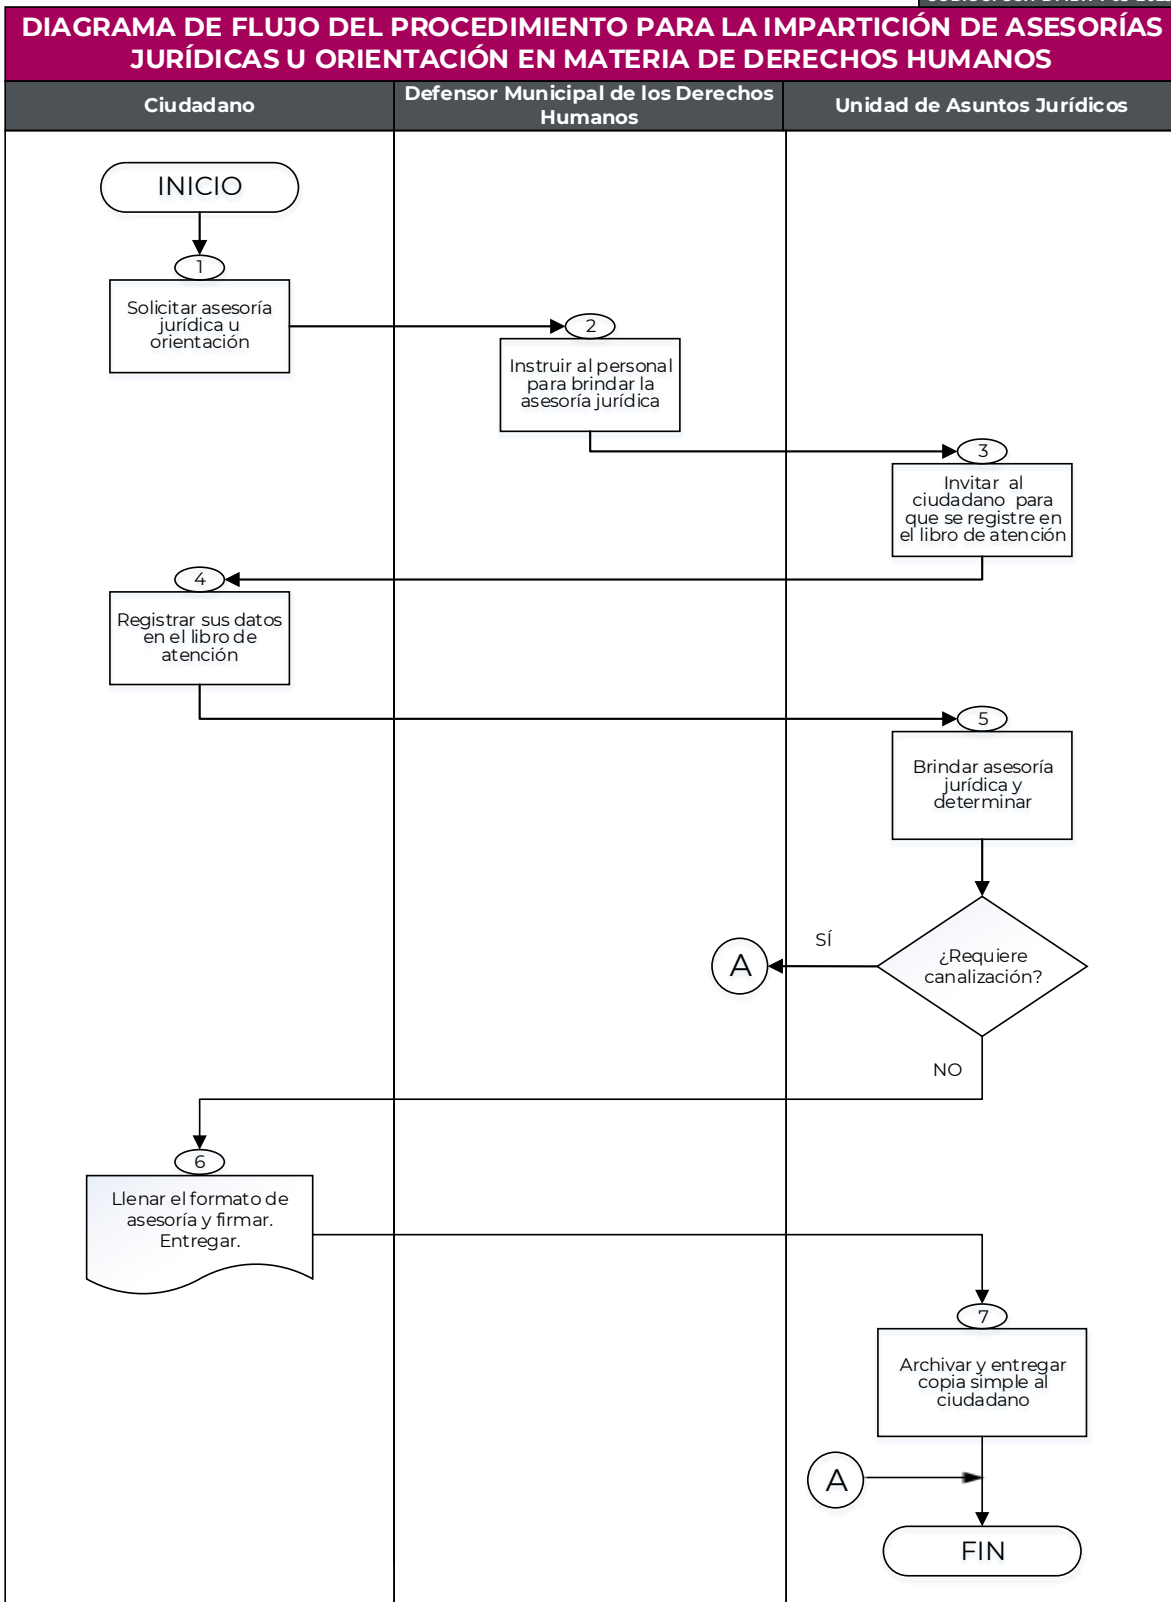 DIAGRAMA DE FLUJO DEL PROCEDIMIENTO PARA LA IMPARTICIÓN DE ASESORÍAS
JURÍDICAS U ORIENTACIÓN EN MATERIA DE DERECHOS HUMANOS
Ciudadano
Defensor Municipal de los Derechos
Humanos
Unidad de Asuntos Jurídicos
INICIO
1
Solicitar asesoría
jurídica u
orientación
2
Instruir al personal
para brindar la
asesoría jurídica
3
Invitar al
ciudadano para
que se registre en
el libro de atención
4
Registrar sus datos
en el libro de
atención
5
Brindar asesoría
jurídica y
determinar
¿Requiere
canalización?
SÍ
A
NO
6
Llenar el formato de
asesoría y firmar.
Entregar.
7
Archivar y entregar
copia simple al
ciudadano
A
FIN